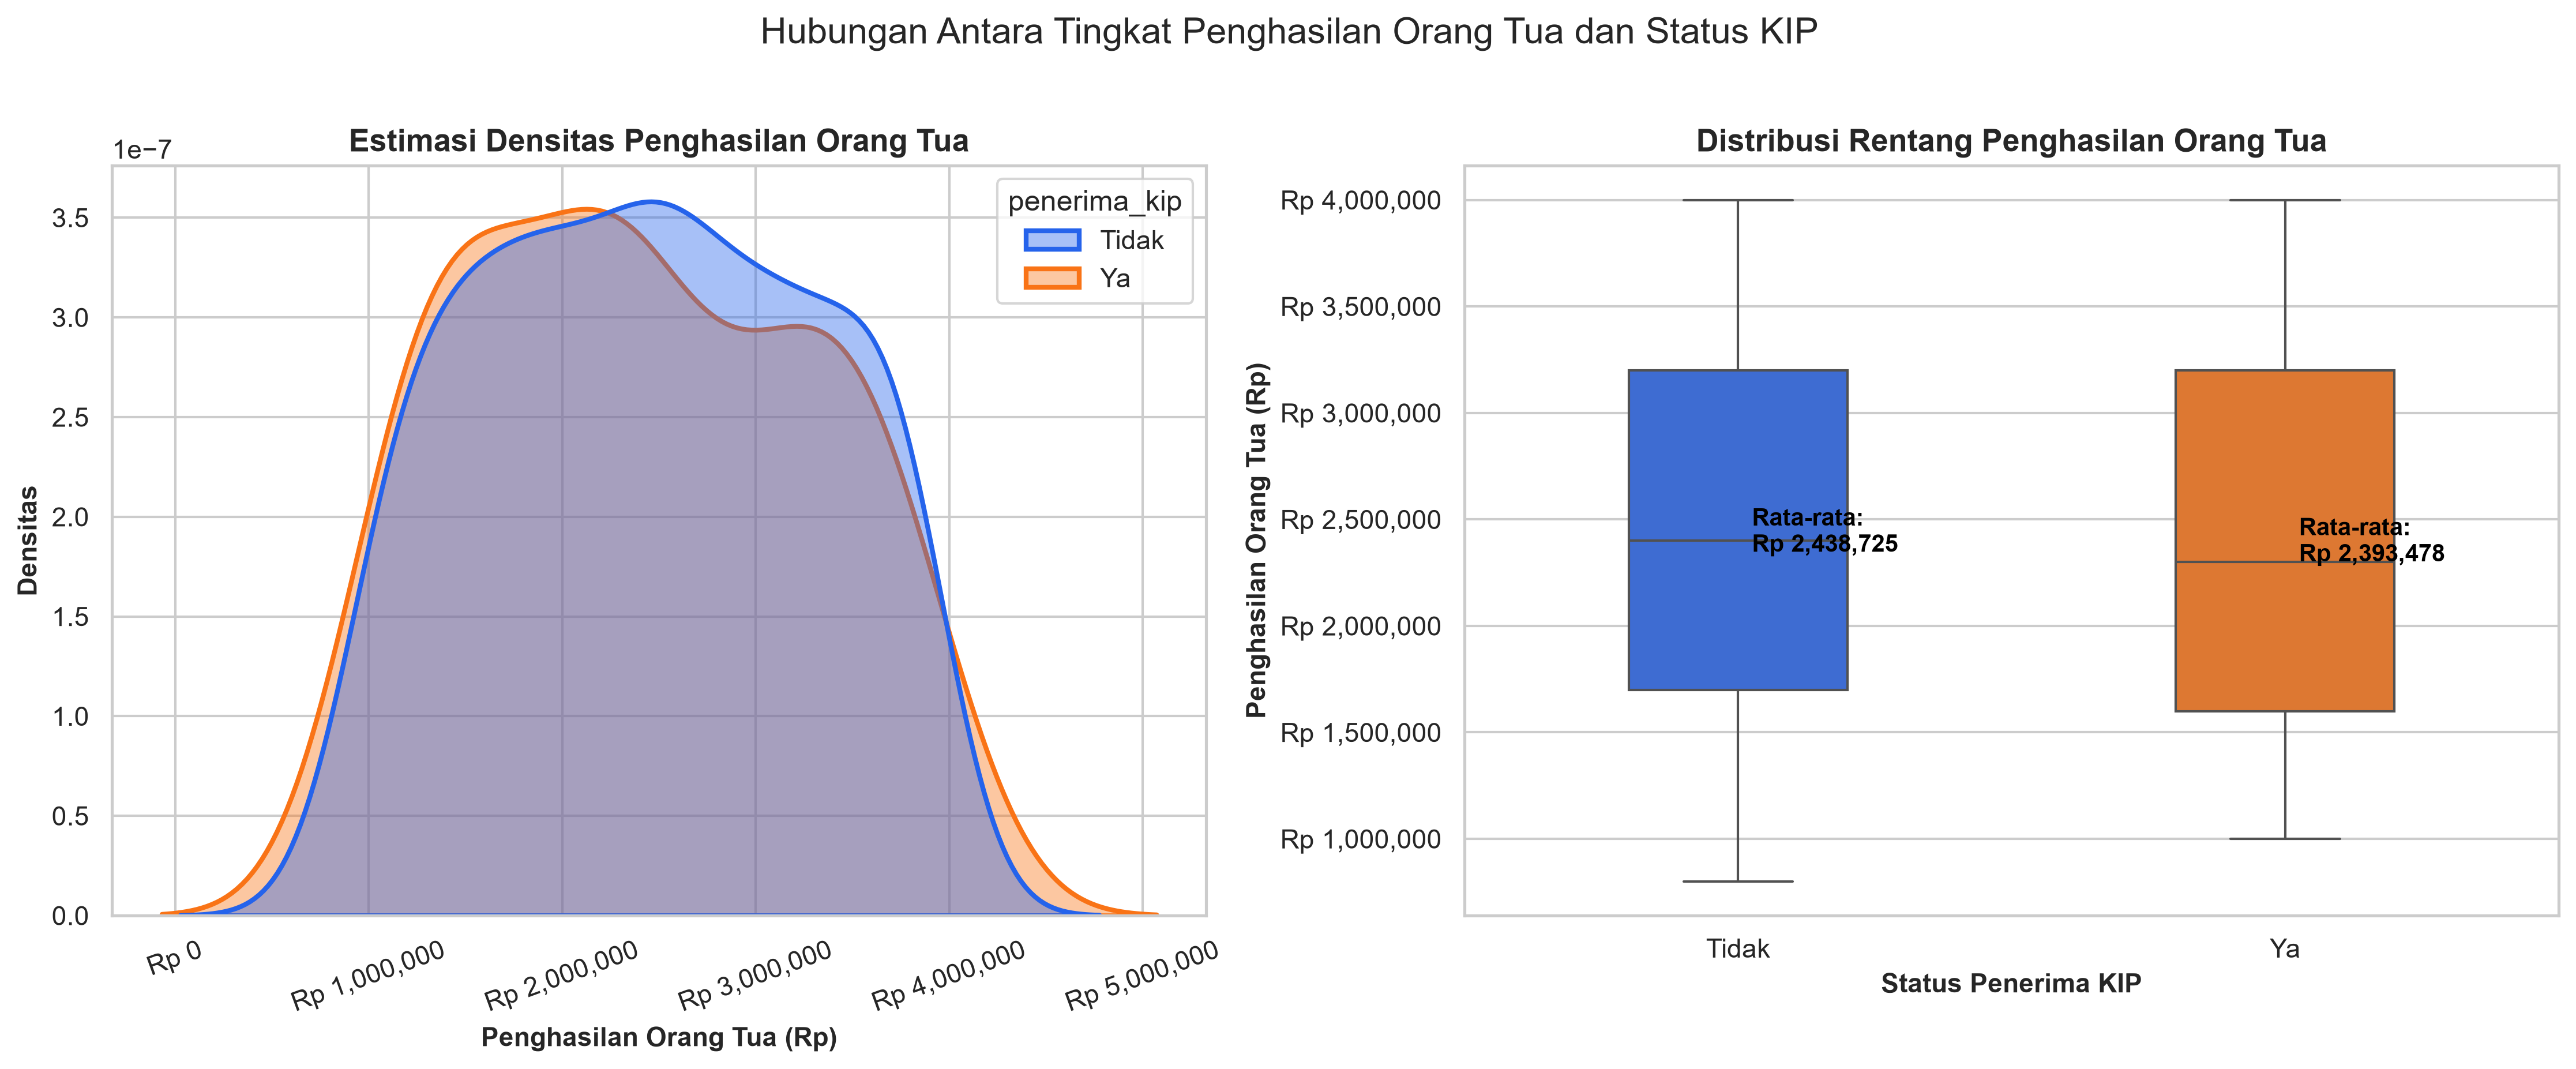 Hubungan Antara Tingkat Penghasilan Orang Tua dan Status KIP
Estimasi Densitas Penghasilan Orang Tua
1e−7
3.5
3.0
2.5
2.0
1.5
1.0
0.5
0.0
Densitas
penerima_kip
Tidak
Ya
Rp 0
Rp 1,000,000
Rp 2,000,000
Rp 3,000,000
Rp 4,000,000
Rp 5,000,000
Penghasilan Orang Tua (Rp)
Distribusi Rentang Penghasilan Orang Tua
Rp 4,000,000
Rp 3,500,000
Rp 3,000,000
Rp 2,500,000
Rp 2,000,000
Rp 1,500,000
Rp 1,000,000
Penghasilan Orang Tua (Rp)
Rata-rata:
Rp 2,438,725
Rata-rata:
Rp 2,393,478
Tidak
Ya
Status Penerima KIP